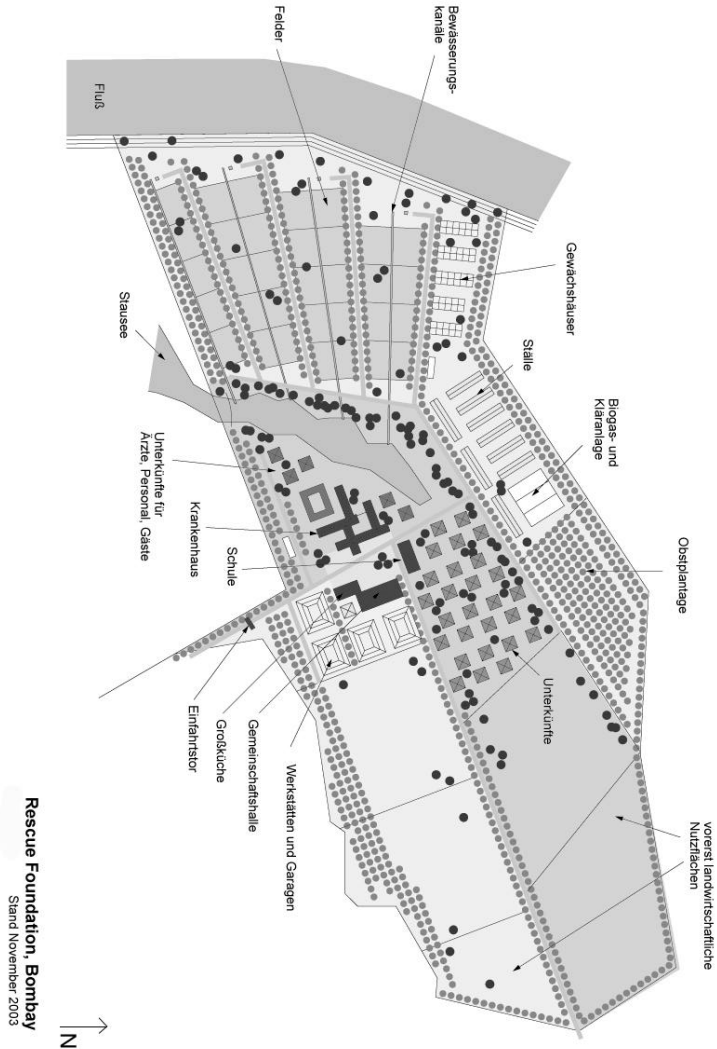 Bewässerungs-
kanäle
Felder
Fluß
Gewächshäuser
Ställe
Stausee
Biogas- und
Kläranlage
Unterkünfte für
Ärzte, Personal, Gäste
Krankenhaus
Schule
Obstplantage
Einfahrtstor
Großküche
Gemeinschaftshalle
Werkstätten und Garagen
Unterkünfte
vorerst landwirtschaftliche
Nutzflächen
Rescue Foundation, Bombay
Stand November 2003
N